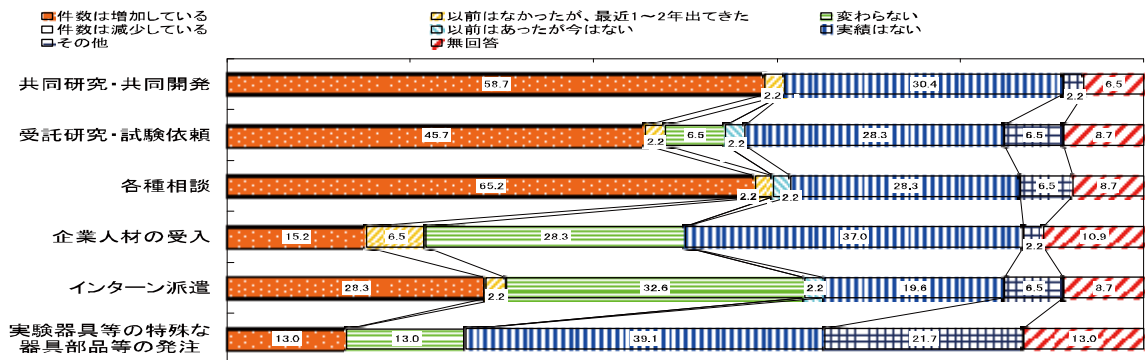 件数は増加している 以前はなかったが、最近1～2年出てきた 変わらない
件数は減少している 以前はあったが今はない 実績はない
その他 無回答
共同研究・共同開発 58.7 2.2 30.4 2.2 6.5
受託研究・試験依頼 45.7 2.2 6.5 2.2 28.3 6.5 8.7
各種相談 65.2 2.2 2.2 28.3 6.5 8.7
企業人材の受入 15.2 6.5 28.3 37.0 2.2 10.9
インターン派遣 28.3 2.2 32.6 2.2 19.6 6.5 8.7
実験器具等の特殊な
器具部品等の発注 13.0 13.0 39.1 21.7 13.0